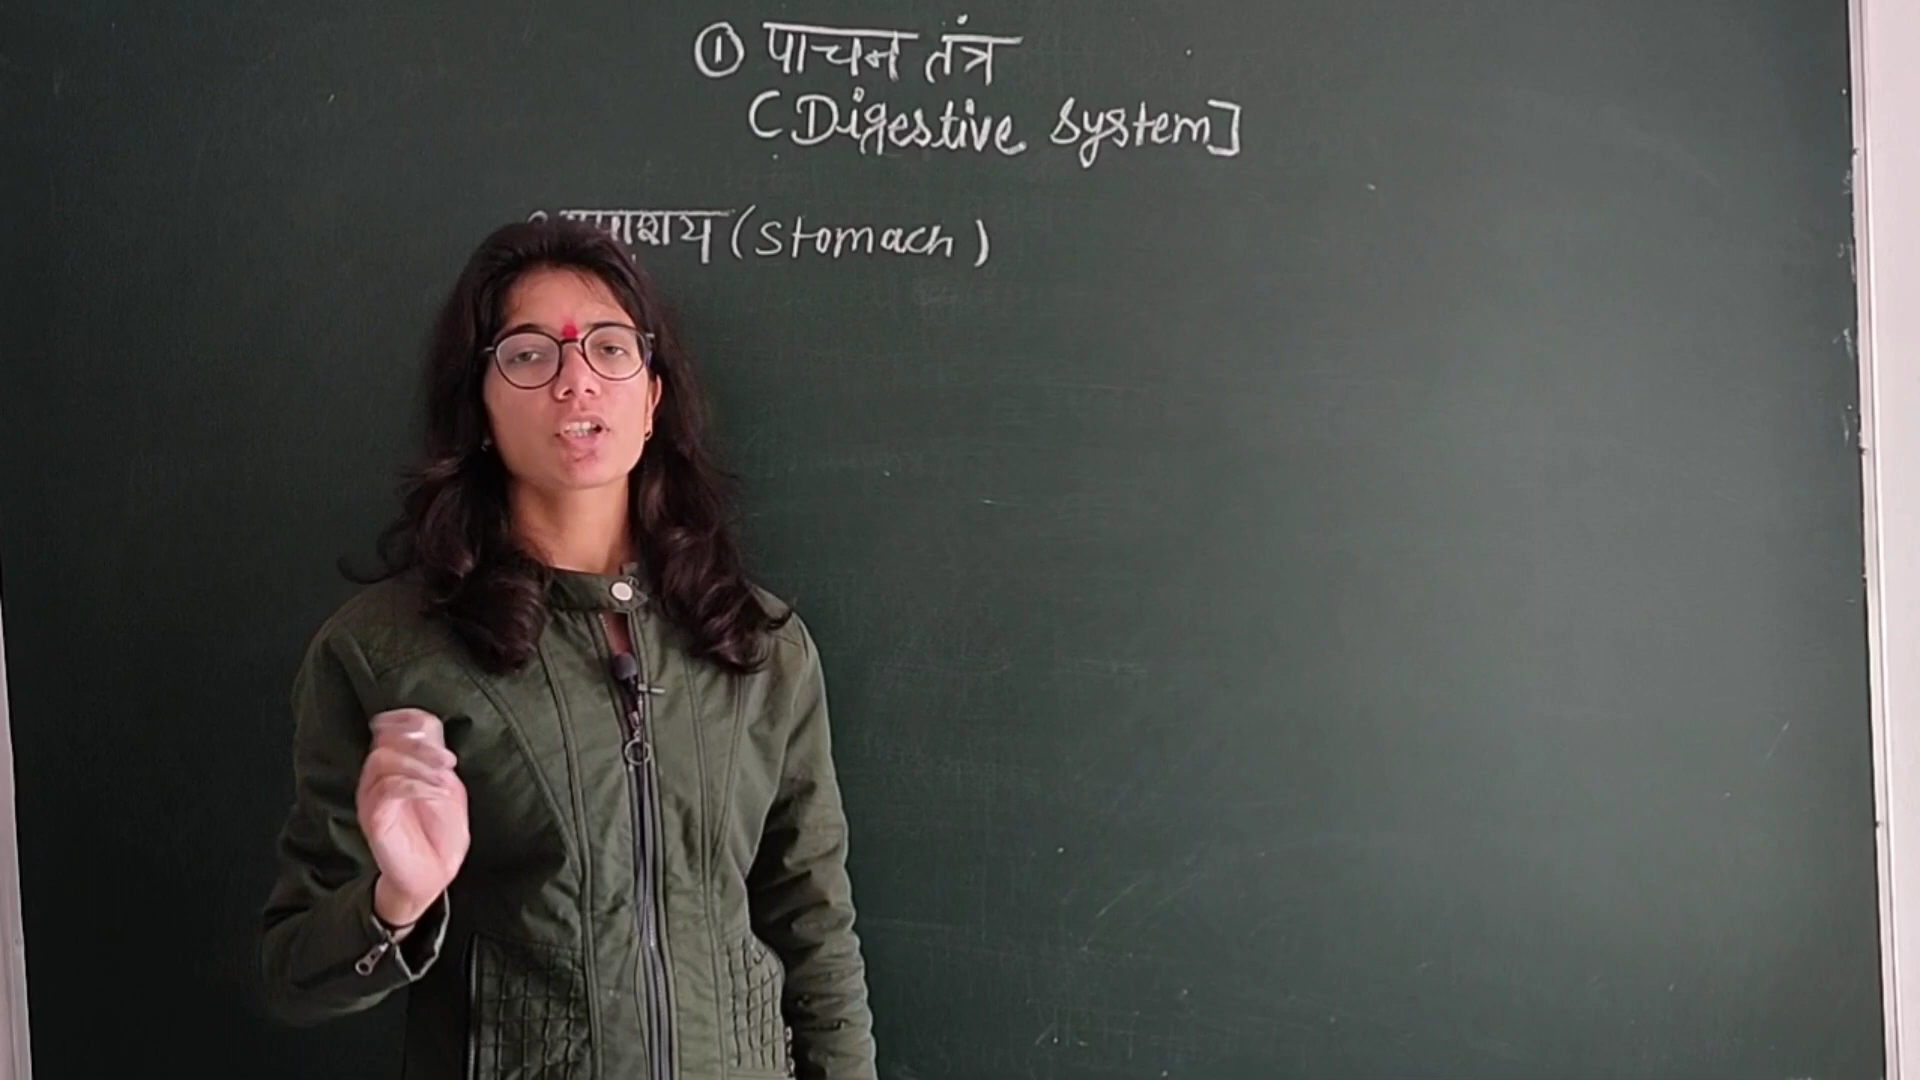 ① पाचन तंत्र
(Digestive System]
(Stomach)